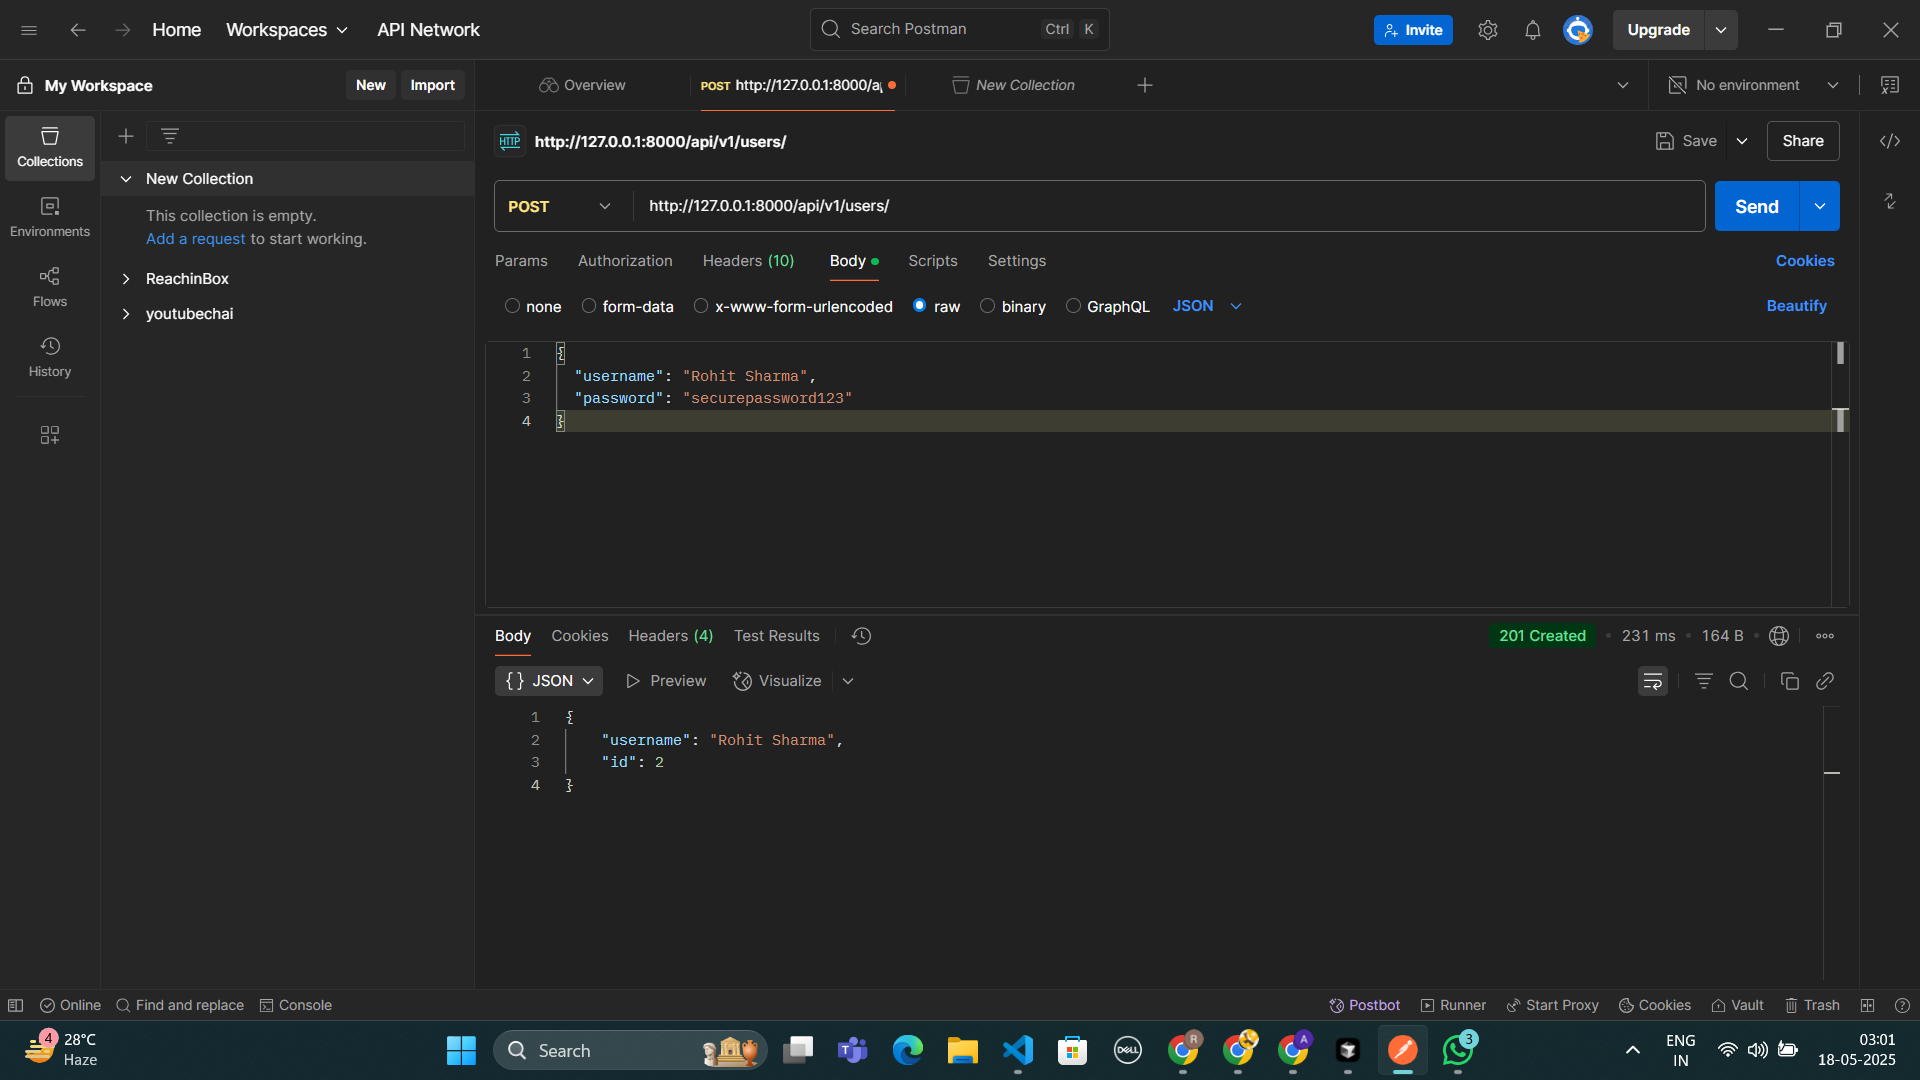 Home Workspaces API Network Search Postman Ctrl K Invite Upgrade
My Workspace New Import Overview POST http://127.0.0.1:8000/a New Collection No environment
HTTP http://127.0.0.1:8000/api/v1/users/ Save Share
Collections
New Collection
This collection is empty.
Add a request to start working.
ReachinBox
youtubechai
Environments
Flows
History
POST http://127.0.0.1:8000/api/v1/users/ Send
Params Authorization Headers (10) Body Scripts Settings Cookies
none form-data x-www-form-urlencoded raw binary GraphQL JSON Beautify
1 {
2 "username": "Rohit Sharma",
3 "password": "securepassword123"
4 }
Body Cookies Headers (4) Test Results 201 Created 231 ms 164 B
{} JSON Preview Visualize
1 {
2 "username": "Rohit Sharma",
3 "id": 2
4 }
Online Find and replace Console Postbot Runner Start Proxy Cookies Vault Trash
4 28°C
Haze
Search
DELL
R
A
3
ENG
IN
03:01
18-05-2025